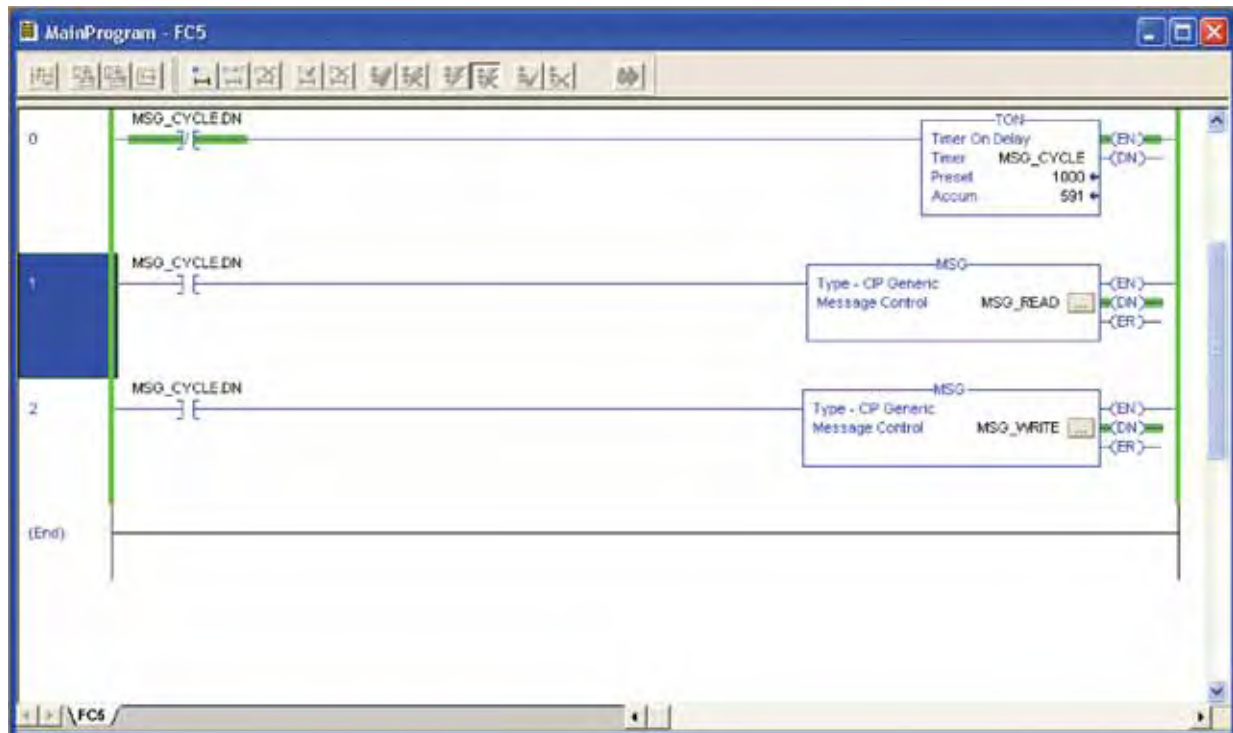 MainProgram - FC5
0
MSG_CYCLE.DN
TON
Timer On Delay
Timer MSG_CYCLE
Preset 1000
Accum 591
(EN)
(DN)
1
MSG_CYCLE.DN
MSG
Type - CIP Generic
Message Control MSG_READ ...
(EN)
(DN)
(ER)
2
MSG_CYCLE.DN
MSG
Type - CIP Generic
Message Control MSG_WRITE ...
(EN)
(DN)
(ER)
(End)
FC5